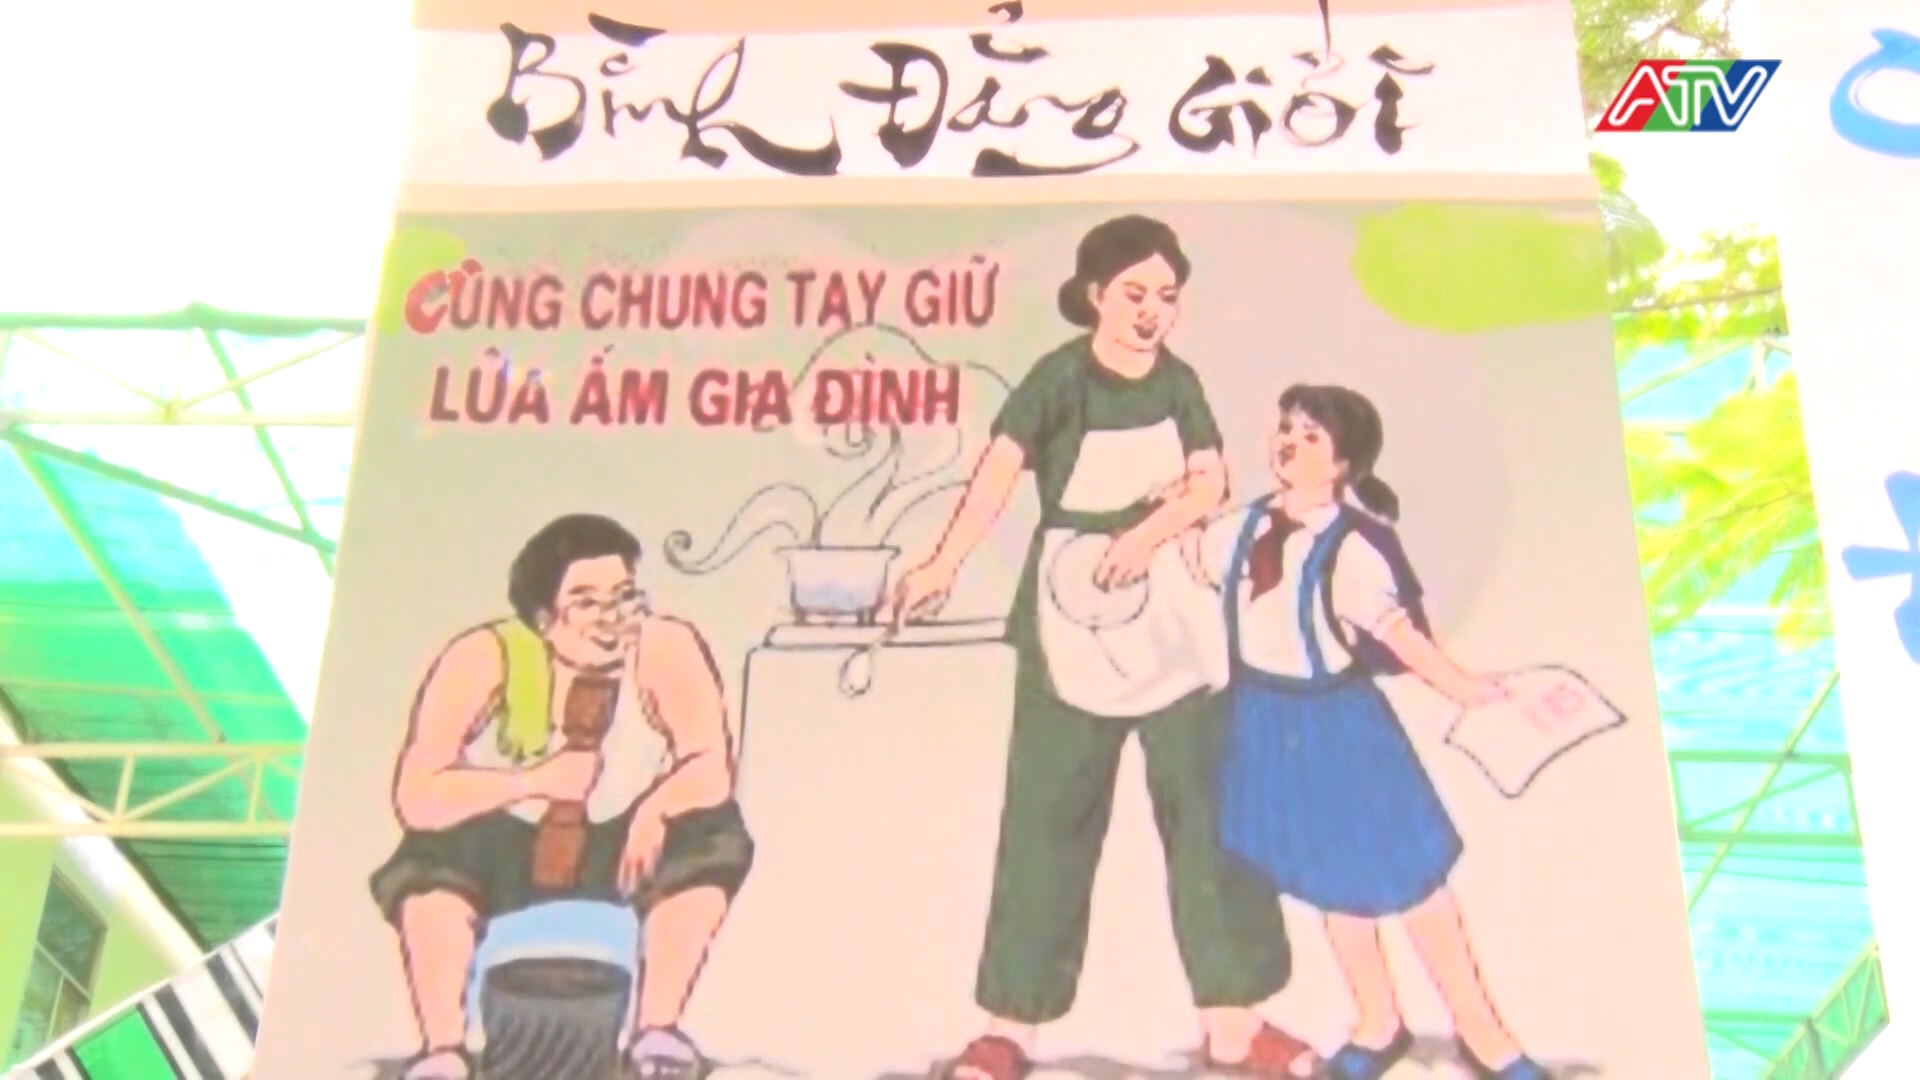 Bình Đẳng Giới
ATV
CÙNG CHUNG TAY GIỮ
LỬA ẤM GIA ĐÌNH